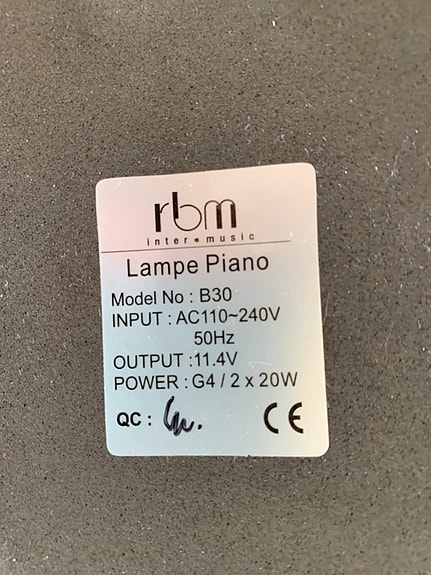 rbm
inter•music
Lampe Piano
Model No : B30
INPUT : AC110~240V
50Hz
OUTPUT :11.4V
POWER : G4 / 2 x 20W
QC :
CE